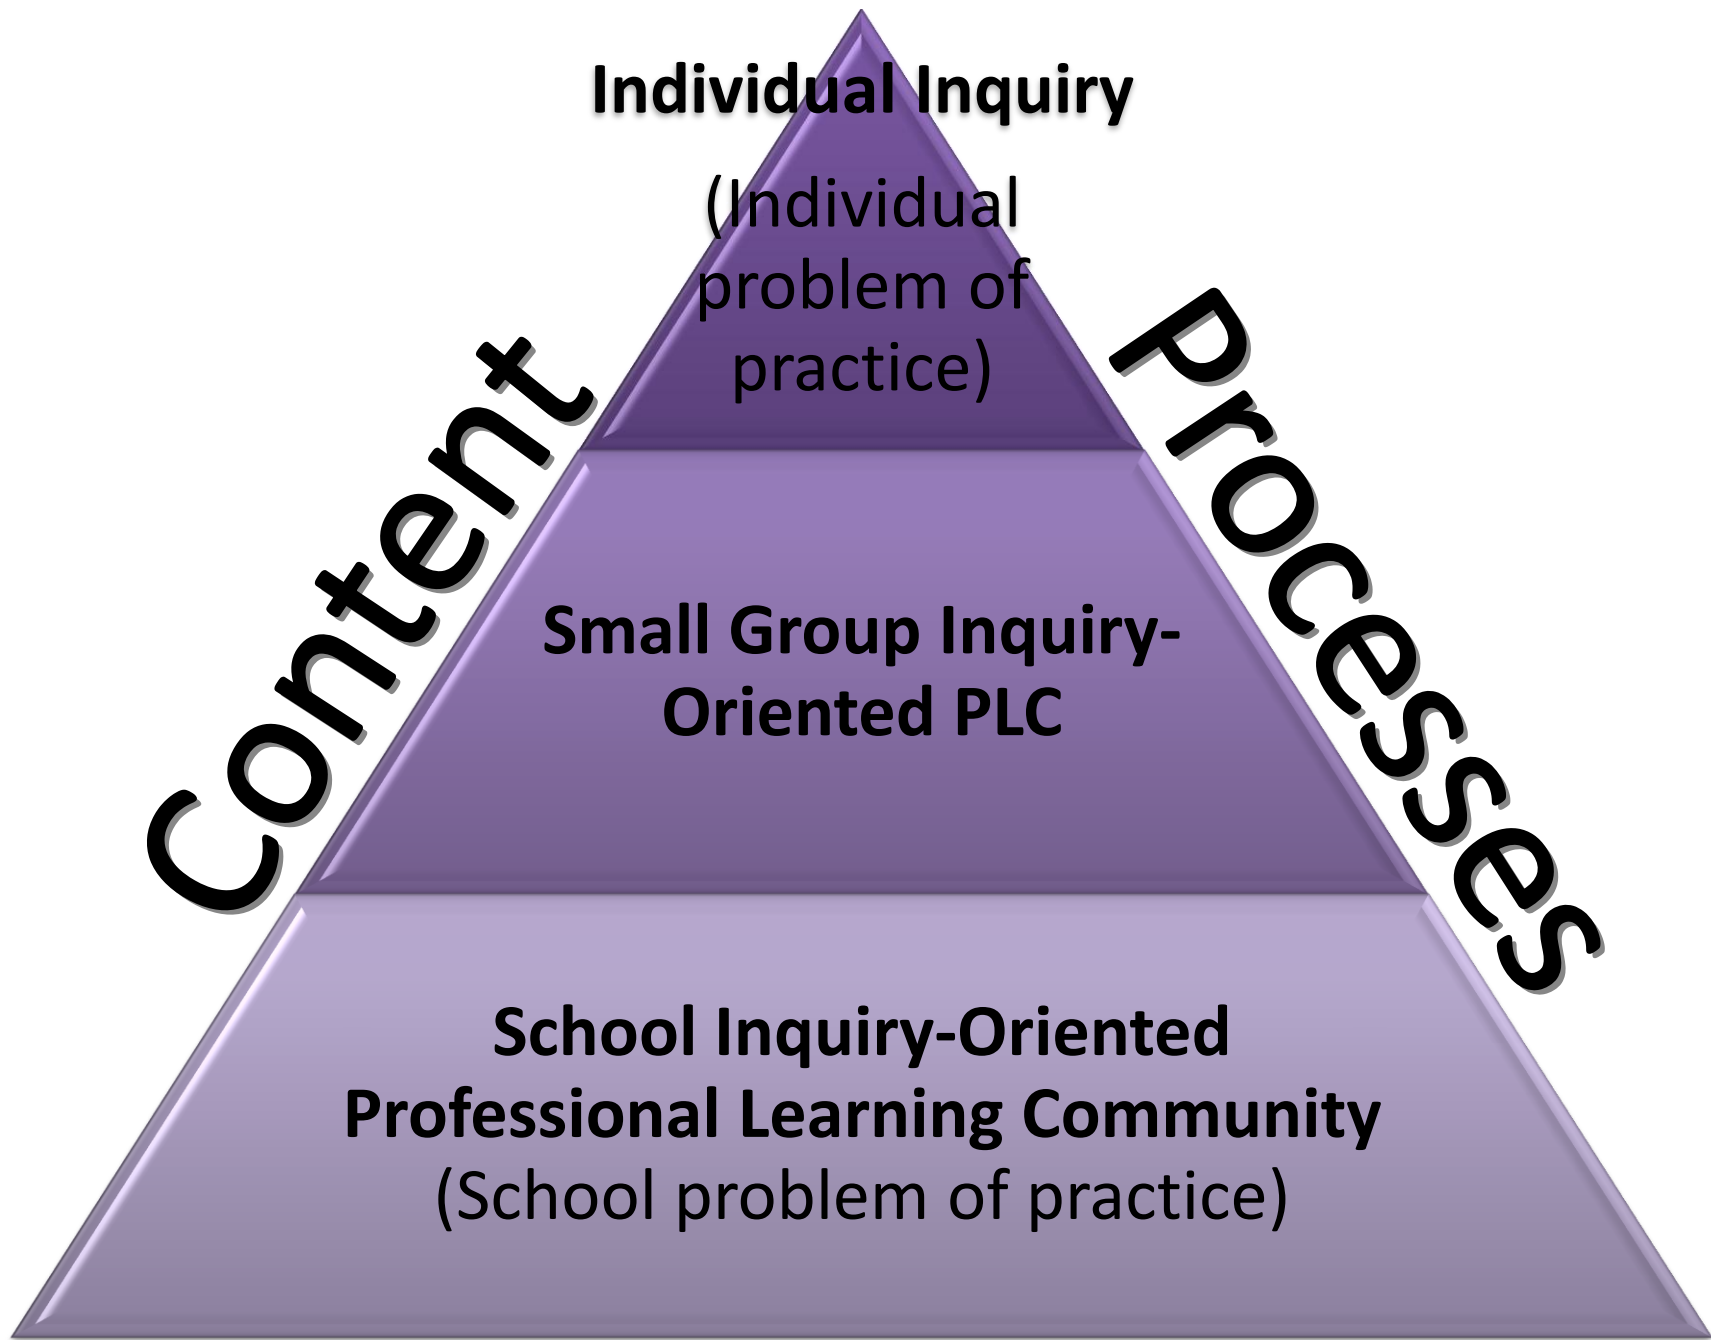 Individual Inquiry
(Individual
problem of
practice)
Content
Processes
Small Group Inquiry-
Oriented PLC
School Inquiry-Oriented
Professional Learning Community
(School problem of practice)